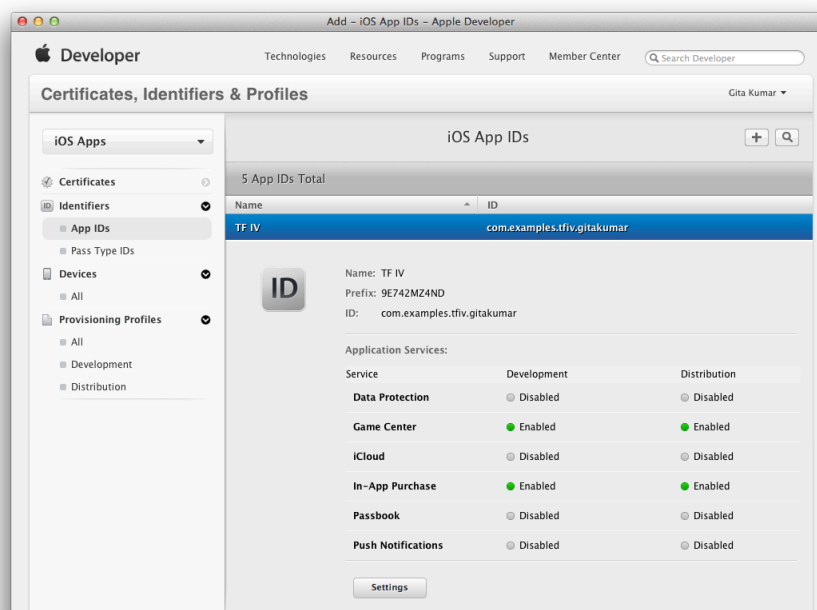 Add – iOS App IDs – Apple Developer
Developer
Technologies Resources Programs Support Member Center Search Developer
Certificates, Identifiers & Profiles
Gita Kumar
iOS Apps
Certificates
ID Identifiers
App IDs
Pass Type IDs
Devices
All
Provisioning Profiles
All
Development
Distribution
iOS App IDs
5 App IDs Total
Name ID
TF IV com.examples.tfiv.gitakumar
ID
Name: TF IV
Prefix: 9E742MZ4ND
ID: com.examples.tfiv.gitakumar
Application Services:
Service Development Distribution
Data Protection Disabled Disabled
Game Center Enabled Enabled
iCloud Disabled Disabled
In-App Purchase Enabled Enabled
Passbook Disabled Disabled
Push Notifications Disabled Disabled
Settings